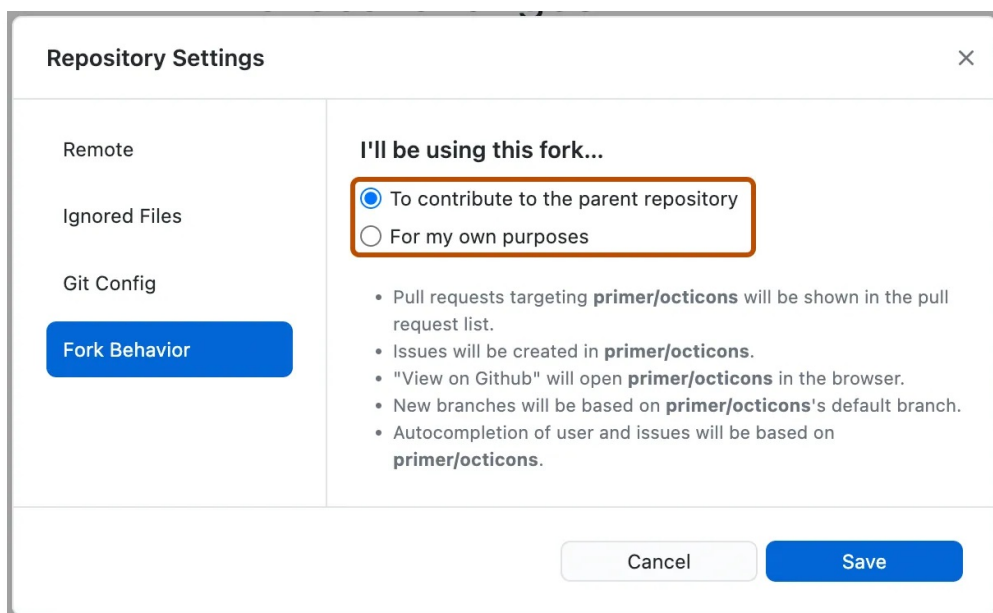 Repository Settings
Remote
Ignored Files
Git Config
Fork Behavior
I'll be using this fork...
To contribute to the parent repository
For my own purposes
• Pull requests targeting primer/octicons will be shown in the pull
request list.
• Issues will be created in primer/octicons.
• "View on Github" will open primer/octicons in the browser.
• New branches will be based on primer/octicons's default branch.
• Autocompletion of user and issues will be based on
primer/octicons.
Cancel
Save